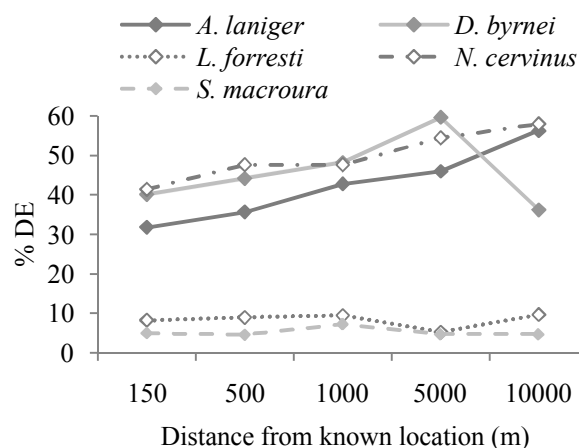 A. laniger
D. byrnei
L. forresti
N. cervinus
S. macroura
60
50
40
30
20
10
0
% DE
150 500 1000 5000 10000
Distance from known location (m)